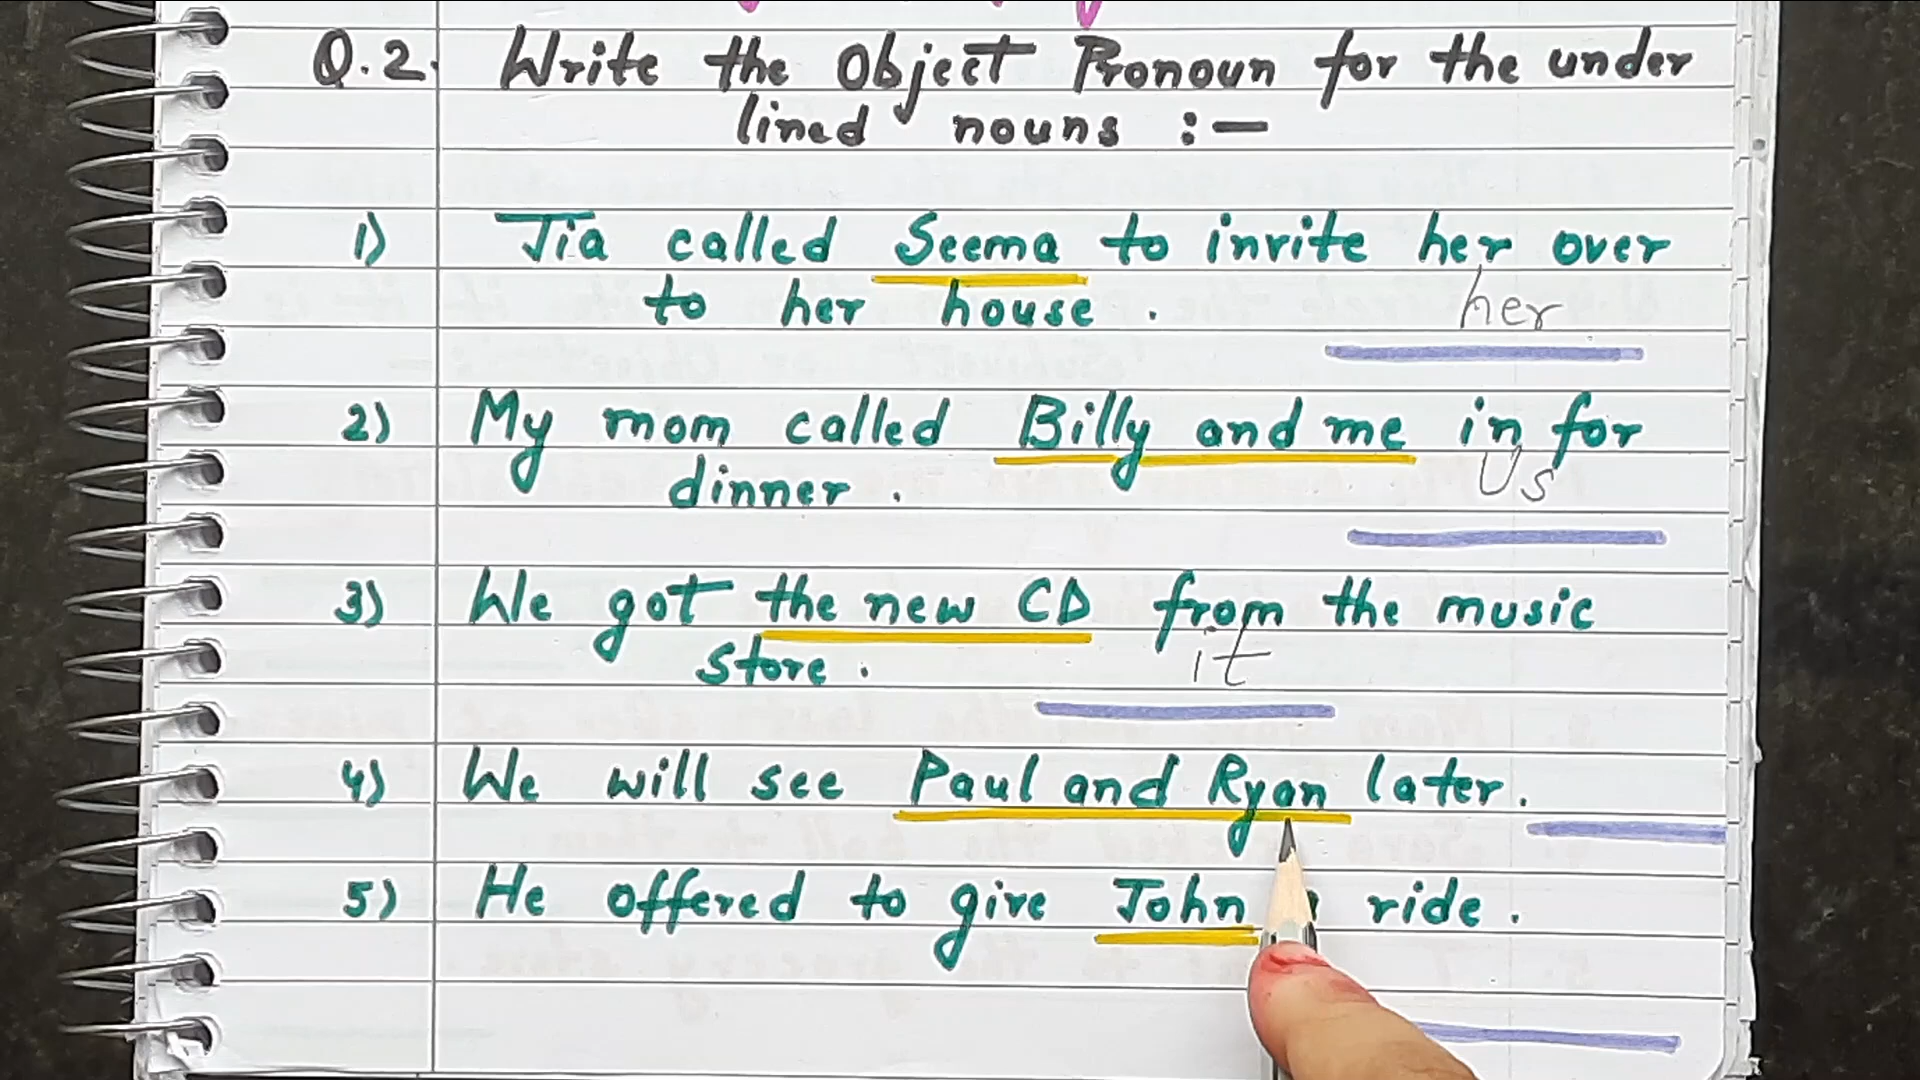 Q.2. Write the Object Pronoun for the under
lined nouns :-
1) Jia called Seema to invite her over
to her house . her
2) My mom called Billy and me in for
dinner . Us
3) We got the new CD from the music
store . it
4) We will see Paul and Ryan later.
5) He offered to give John ride .